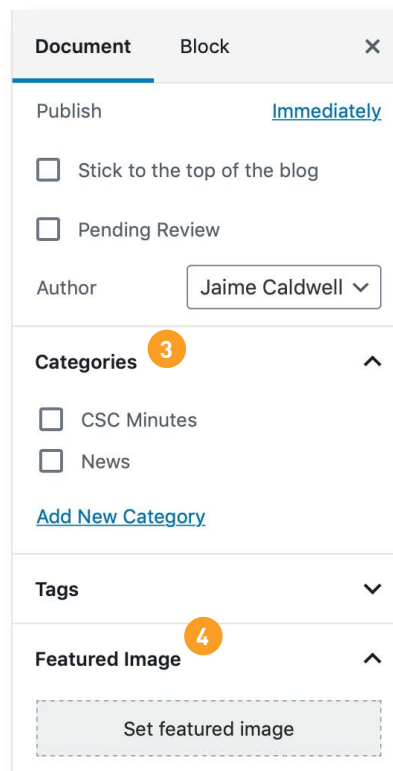 Document Block ×
Publish Immediately
Stick to the top of the blog
Pending Review
Author Jaime Caldwell
Categories 3
CSC Minutes
News
Add New Category
Tags
4
Featured Image
Set featured image